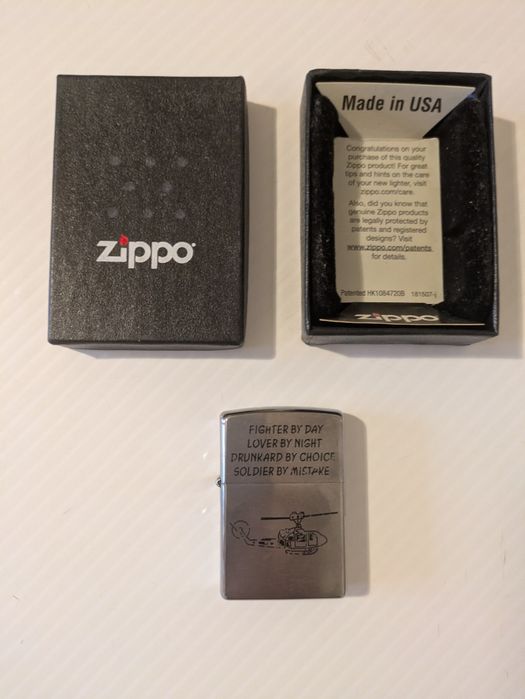 zippo
Made in USA
Congratulations on your
purchase of this quality
Zippo product! For great
tips and hints on the care
of your new lighter, visit
zippo.com/care.
Also, did you know that
genuine Zippo products
are legally protected by
patents and registered
designs? Visit
www.zippo.com/patents
for details.
Patented HK1084720B 181507-j
zippo
FIGHTER BY DAY
LOVER BY NIGHT
DRUNKARD BY CHOICE
SOLDIER BY MISTAKE